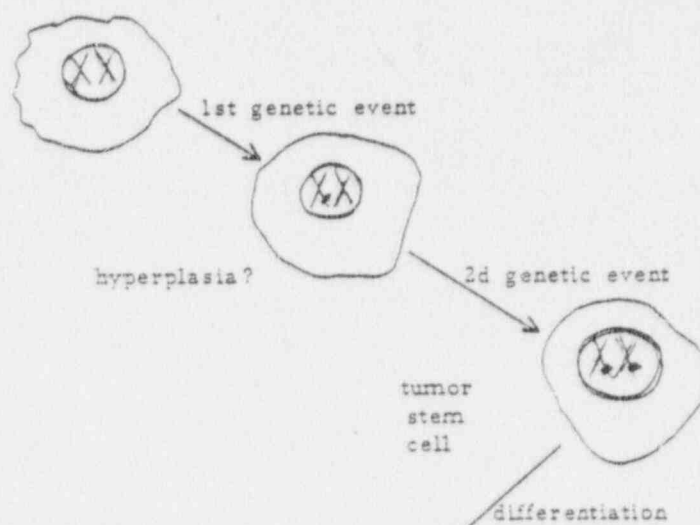 1st genetic event
hyperplasia?
2d genetic event
tumor
stem
cell
differentiation